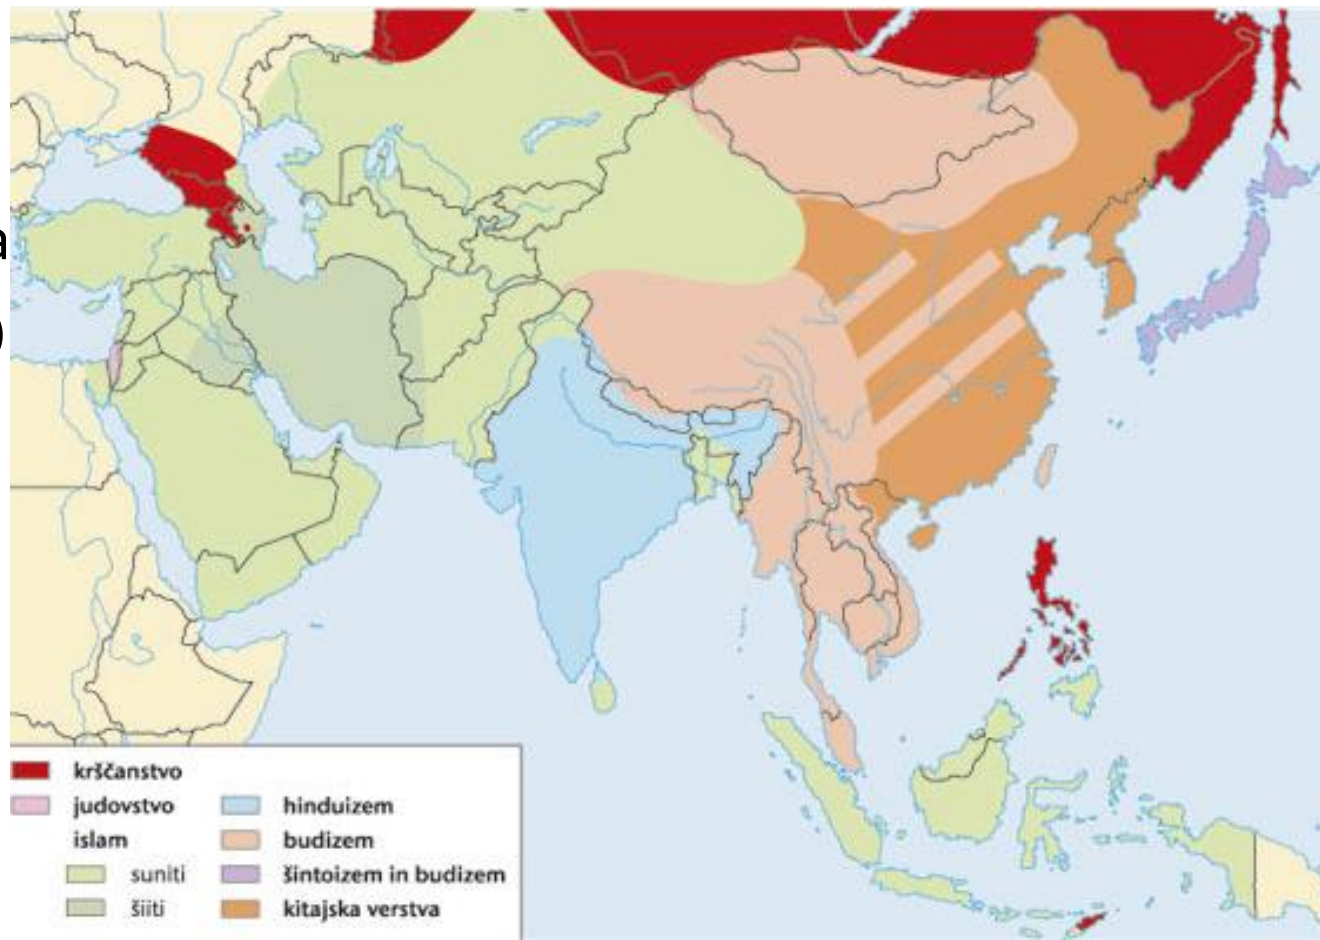 a
)
krščanstvo
judovstvo
islam
suniti
šiiti
hinduizem
budizem
šintoizem in budizem
kitajska verstva